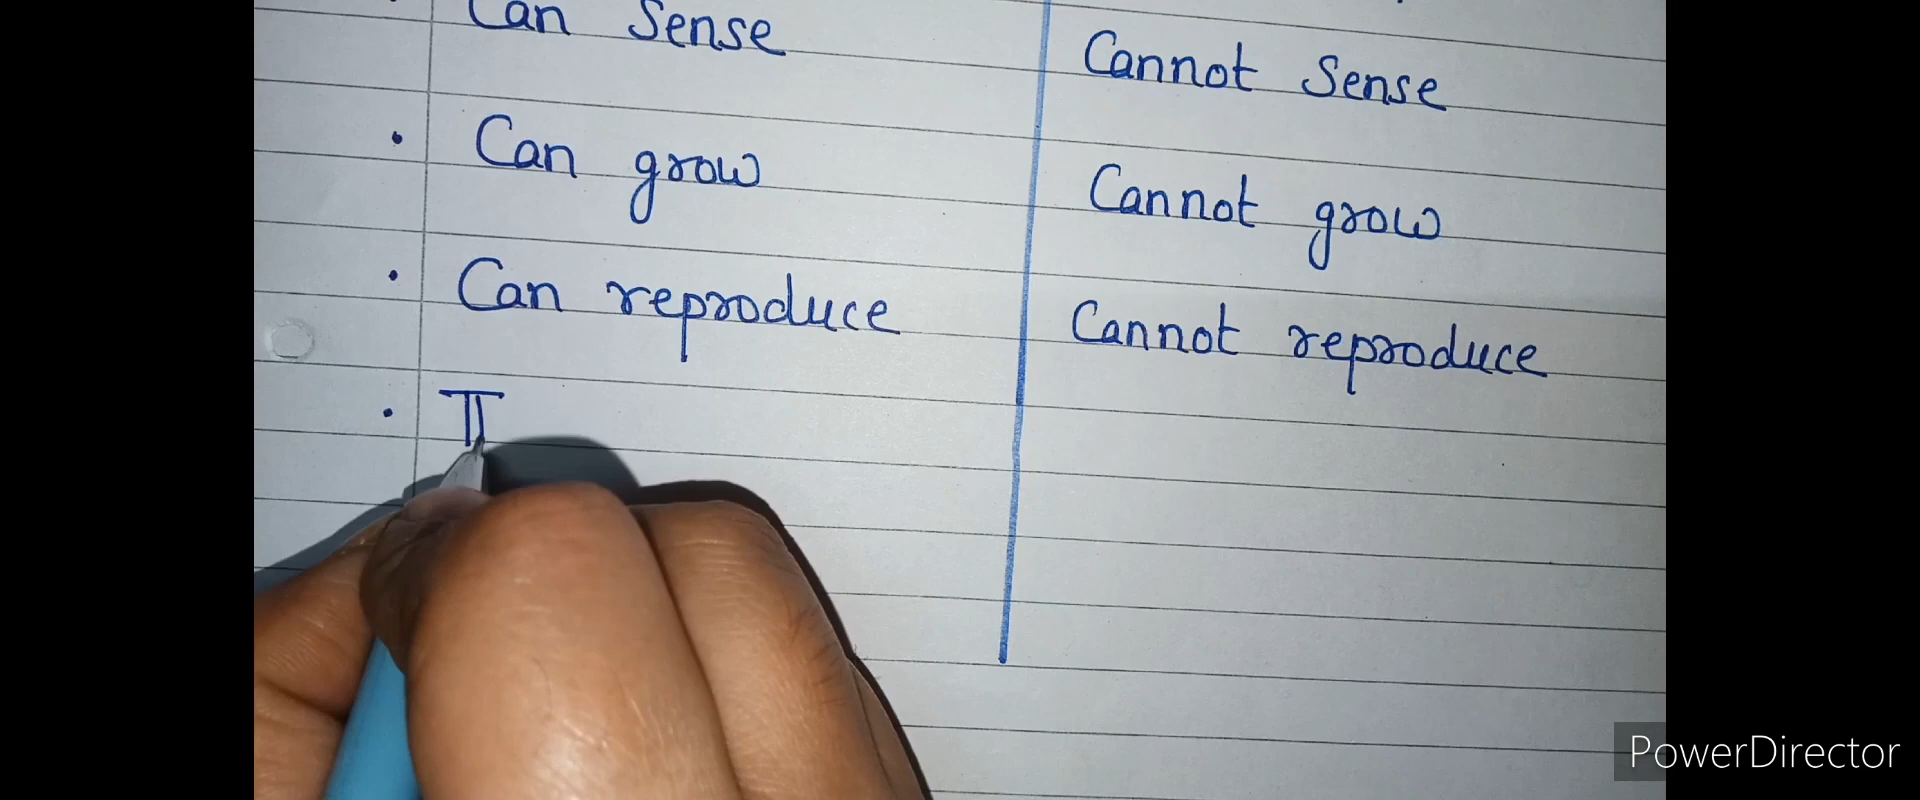 Can Sense
Cannot Sense
Can grow
Cannot grow
Can reproduce
Cannot reproduce
PowerDirector